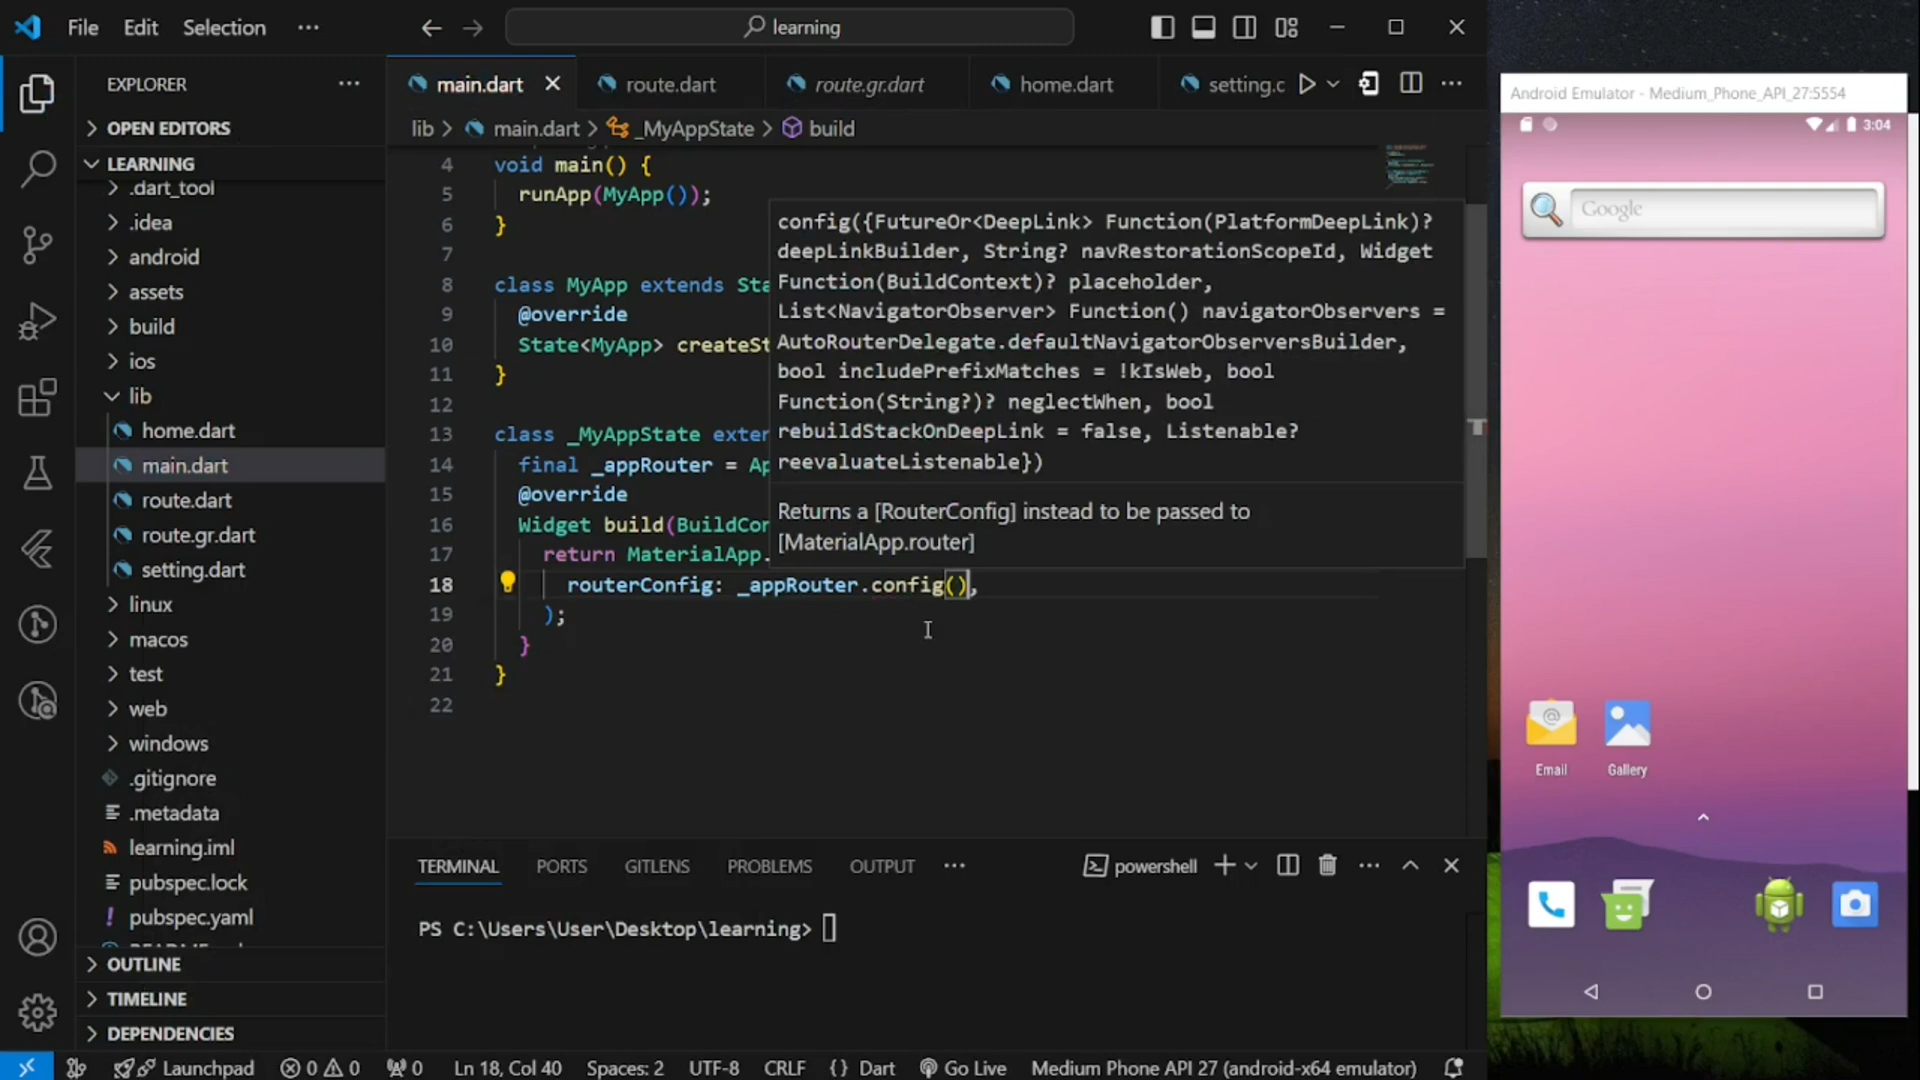 File Edit Selection ···
learning
EXPLORER ···
OPEN EDITORS
LEARNING
.dart_tool
.idea
android
assets
build
ios
lib
home.dart
main.dart
route.dart
route.gr.dart
setting.dart
linux
macos
test
web
windows
.gitignore
.metadata
learning.iml
pubspec.lock
pubspec.yaml
OUTLINE
TIMELINE
DEPENDENCIES
main.dart route.dart route.gr.dart home.dart setting.c
lib > main.dart > _MyAppState > build
4 void main() {
5 runApp(MyApp());
6 }
7
8 class MyApp extends Sta
9 @override
10 State<MyApp> createSt
11 }
12
13 class _MyAppState exter
14 final _appRouter = Ap
15 @override
16 Widget build(BuildCor
17 return MaterialApp.
18 routerConfig: _appRouter.config(),
19 );
20 }
21 }
22
config({FutureOr<DeepLink> Function(PlatformDeepLink)?
deepLinkBuilder, String? navRestorationScopeId, Widget
Function(BuildContext)? placeholder,
List<NavigatorObserver> Function() navigatorObservers =
AutoRouterDelegate.defaultNavigatorObserversBuilder,
bool includePrefixMatches = !kIsWeb, bool
Function(String?)? neglectWhen, bool
rebuildStackOnDeepLink = false, Listenable?
reevaluateListenable})
Returns a [RouterConfig] instead to be passed to
[MaterialApp.router]
TERMINAL PORTS GITLENS PROBLEMS OUTPUT ··· powershell
PS C:\Users\User\Desktop\learning>
Launchpad 0 0 0 Ln 18, Col 40 Spaces: 2 UTF-8 CRLF {} Dart Go Live Medium Phone API 27 (android-x64 emulator)
Android Emulator - Medium_Phone_API_27:5554
3:04
Google
Email Gallery